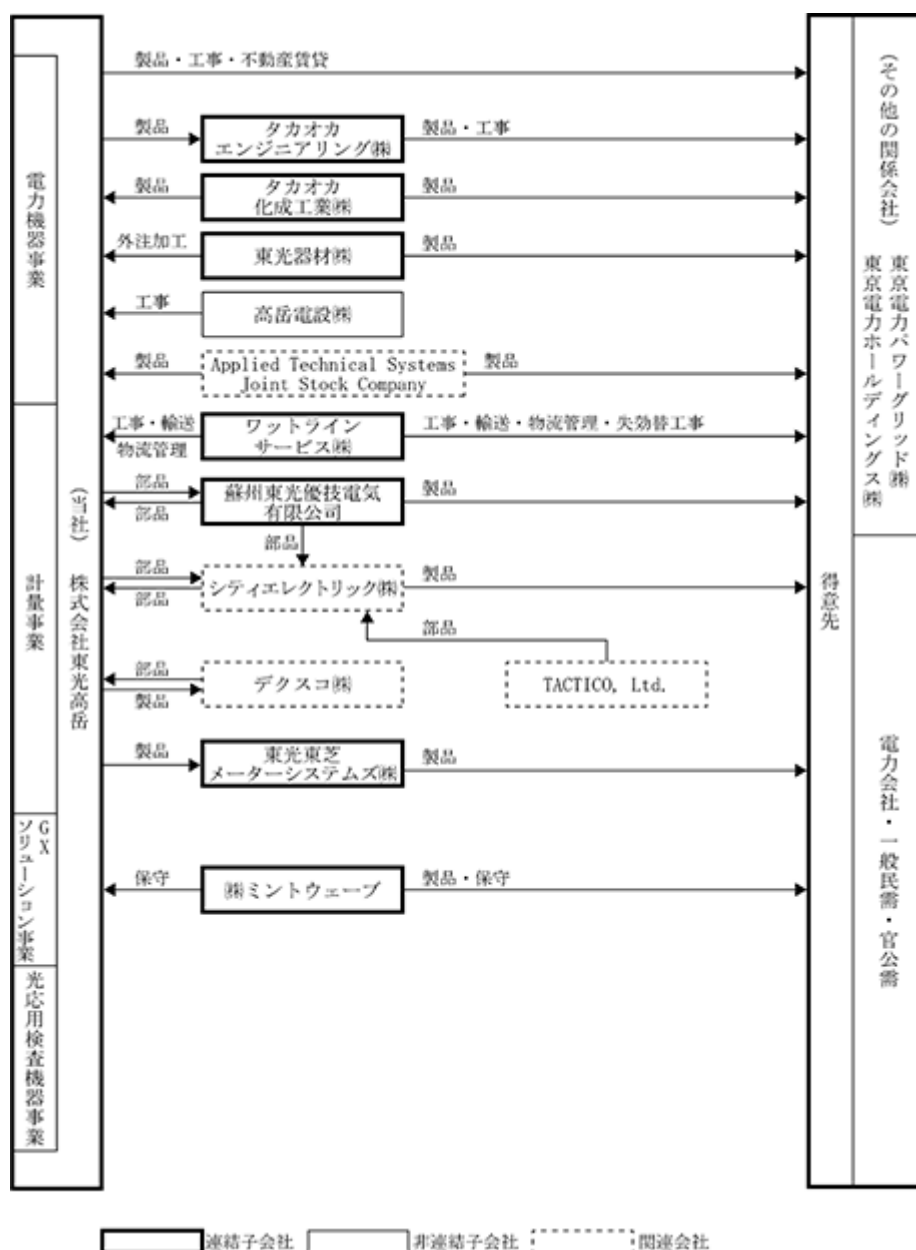 製品・工事・不動産賃貸
製品
タカオカ
エンジニアリング㈱
製品・工事
製品
タカオカ
化成工業㈱
製品
外注加工
東光器材㈱
製品
工事
高岳電設㈱
製品
Applied Technical Systems
Joint Stock Company
製品
工事・輸送
物流管理
ワットライン
サービス㈱
工事・輸送・物流管理・失効替工事
部品
部品
蘇州東光優技電気
有限公司
製品
部品
部品
部品
シティエレクトリック㈱
製品
部品
部品
製品
デクスコ㈱
TACTICO, Ltd.
製品
東光東芝
メーターシステムズ㈱
製品
保守
㈱ミントウェーブ
製品・保守
電力機器事業
計量事業
GX
ソリューション事業
光応用検査機器事業
(当社) 株式会社東光高岳
得意先
(その他の関係会社)
東京電力パワーグリッド㈱
東京電力ホールディングス㈱
電力会社・一般民需・官公需
連結子会社
非連結子会社
関連会社